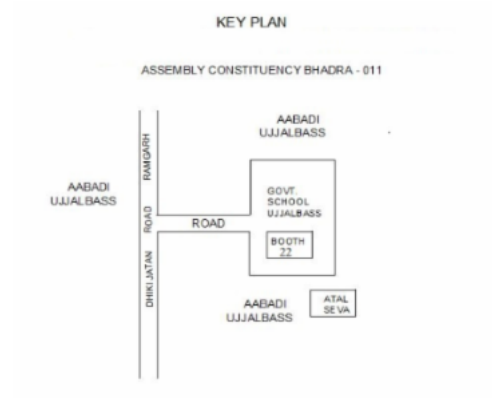 KEY PLAN
ASSEMBLY CONSTITUENCY BHADRA - 011
AABADI
UJJALBASS
RAMGARH
AABADI
UJJALBASS
GOVT.
SCHOOL
UJJALBASS
ROAD
ROAD
BOOTH
22
DHIKI JATAN
AABADI
UJJALBASS
ATAL
SEVA